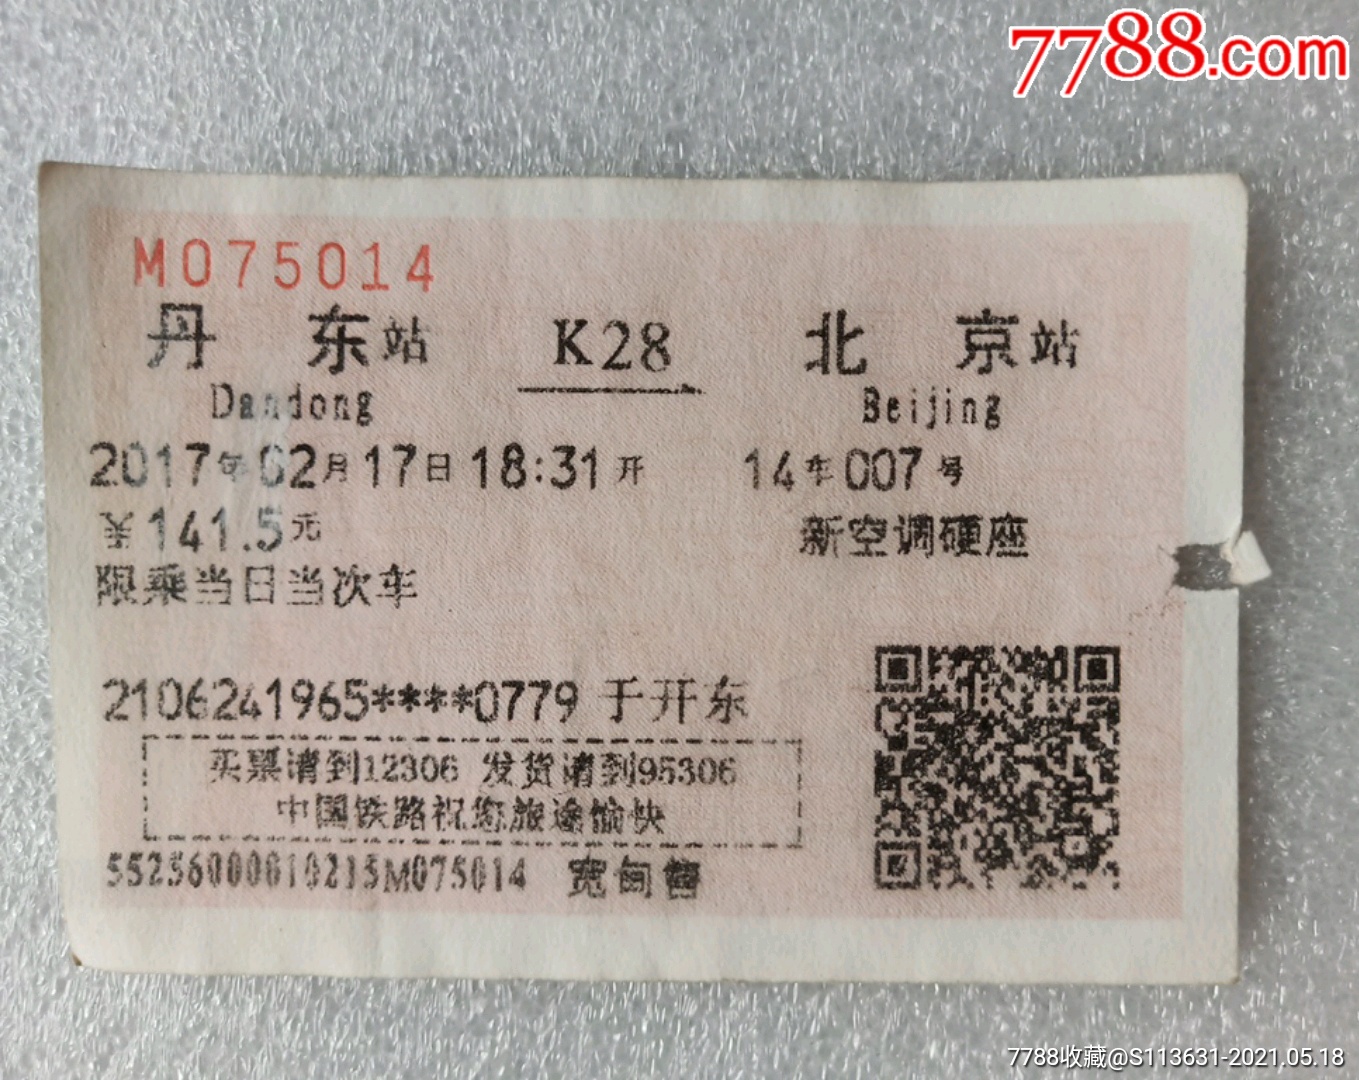 7788.com
M075014
丹东站 K28 北京站
Dandong Beijing
2017年02月17日18:31开 14车007号
￥141.5元 新空调硬座
限乘当日当次车
2106241965****0779 于开东
买票请到12306 发货请到95306
中国铁路祝您旅途愉快
55256000010215M075014 宽甸售
7788收藏@S113631-2021.05.18